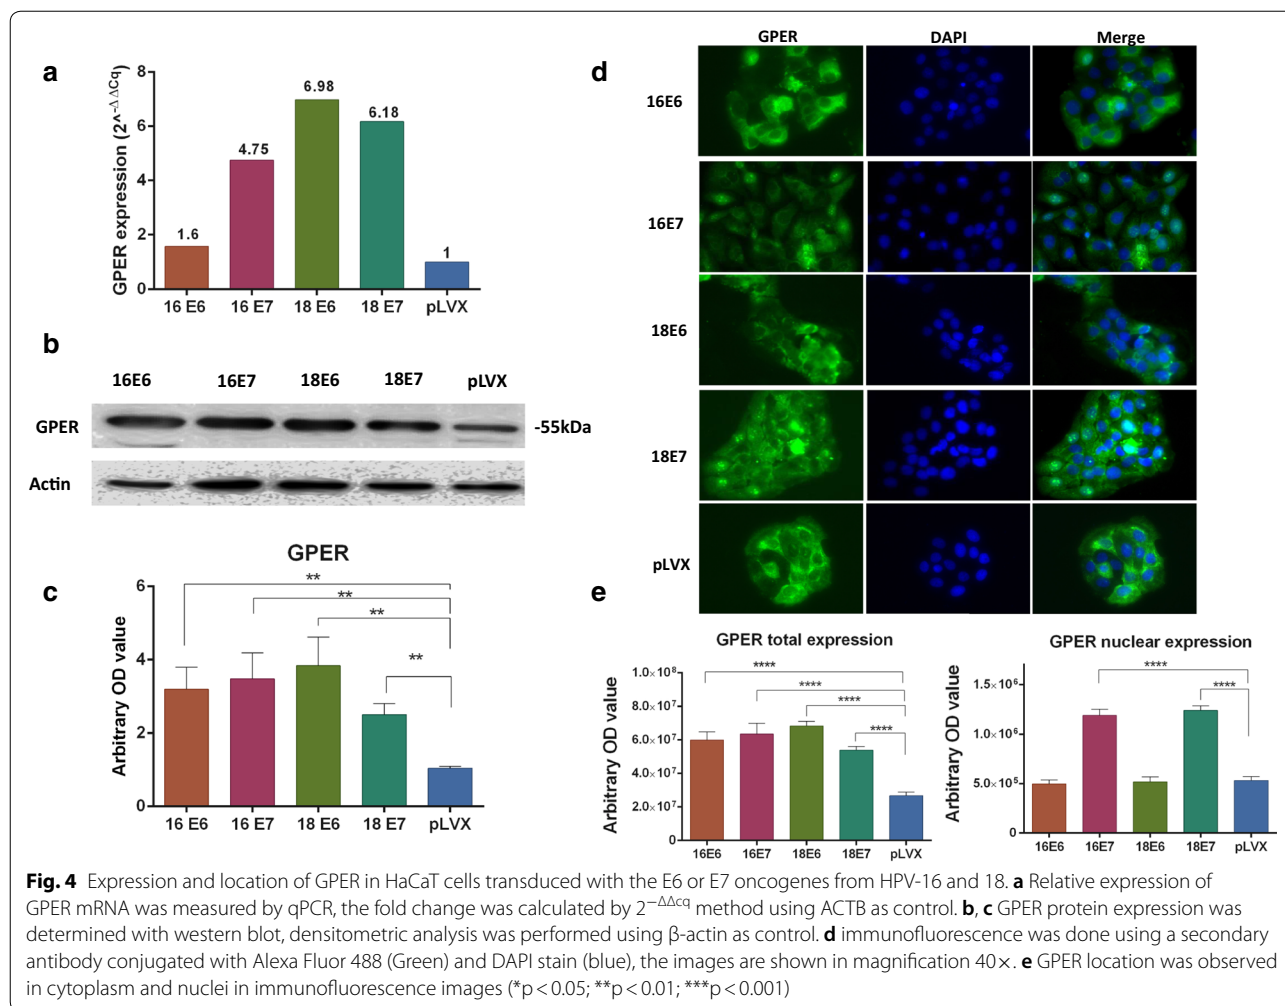 a
GPER expression (2^-ΔΔCq)
8
6
4
2
0
1.6
4.75
6.98
6.18
1
16 E6
16 E7
18 E6
18 E7
pLVX
b
16E6
16E7
18E6
18E7
pLVX
GPER
-55kDa
Actin
c
GPER
Arbitrary OD value
6
4
2
0
**
**
**
**
16 E6
16 E7
18 E6
18 E7
pLVX
d
GPER
DAPI
Merge
16E6
16E7
18E6
18E7
pLVX
e
GPER total expression
Arbitrary OD value
1.0×10⁸
8.0×10⁷
6.0×10⁷
4.0×10⁷
2.0×10⁷
0
****
****
****
****
16E6
16E7
18E6
18E7
pLVX
GPER nuclear expression
Arbitrary OD value
1.5×10⁶
1.0×10⁶
5.0×10⁵
0
****
****
16E6
16E7
18E6
18E7
pLVX
Fig. 4 Expression and location of GPER in HaCaT cells transduced with the E6 or E7 oncogenes from HPV-16 and 18. a Relative expression of
GPER mRNA was measured by qPCR, the fold change was calculated by 2⁻ΔΔcq method using ACTB as control. b, c GPER protein expression was
determined with western blot, densitometric analysis was performed using β-actin as control. d immunofluorescence was done using a secondary
antibody conjugated with Alexa Fluor 488 (Green) and DAPI stain (blue), the images are shown in magnification 40×. e GPER location was observed
in cytoplasm and nuclei in immunofluorescence images (*p < 0.05; **p < 0.01; ***p < 0.001)